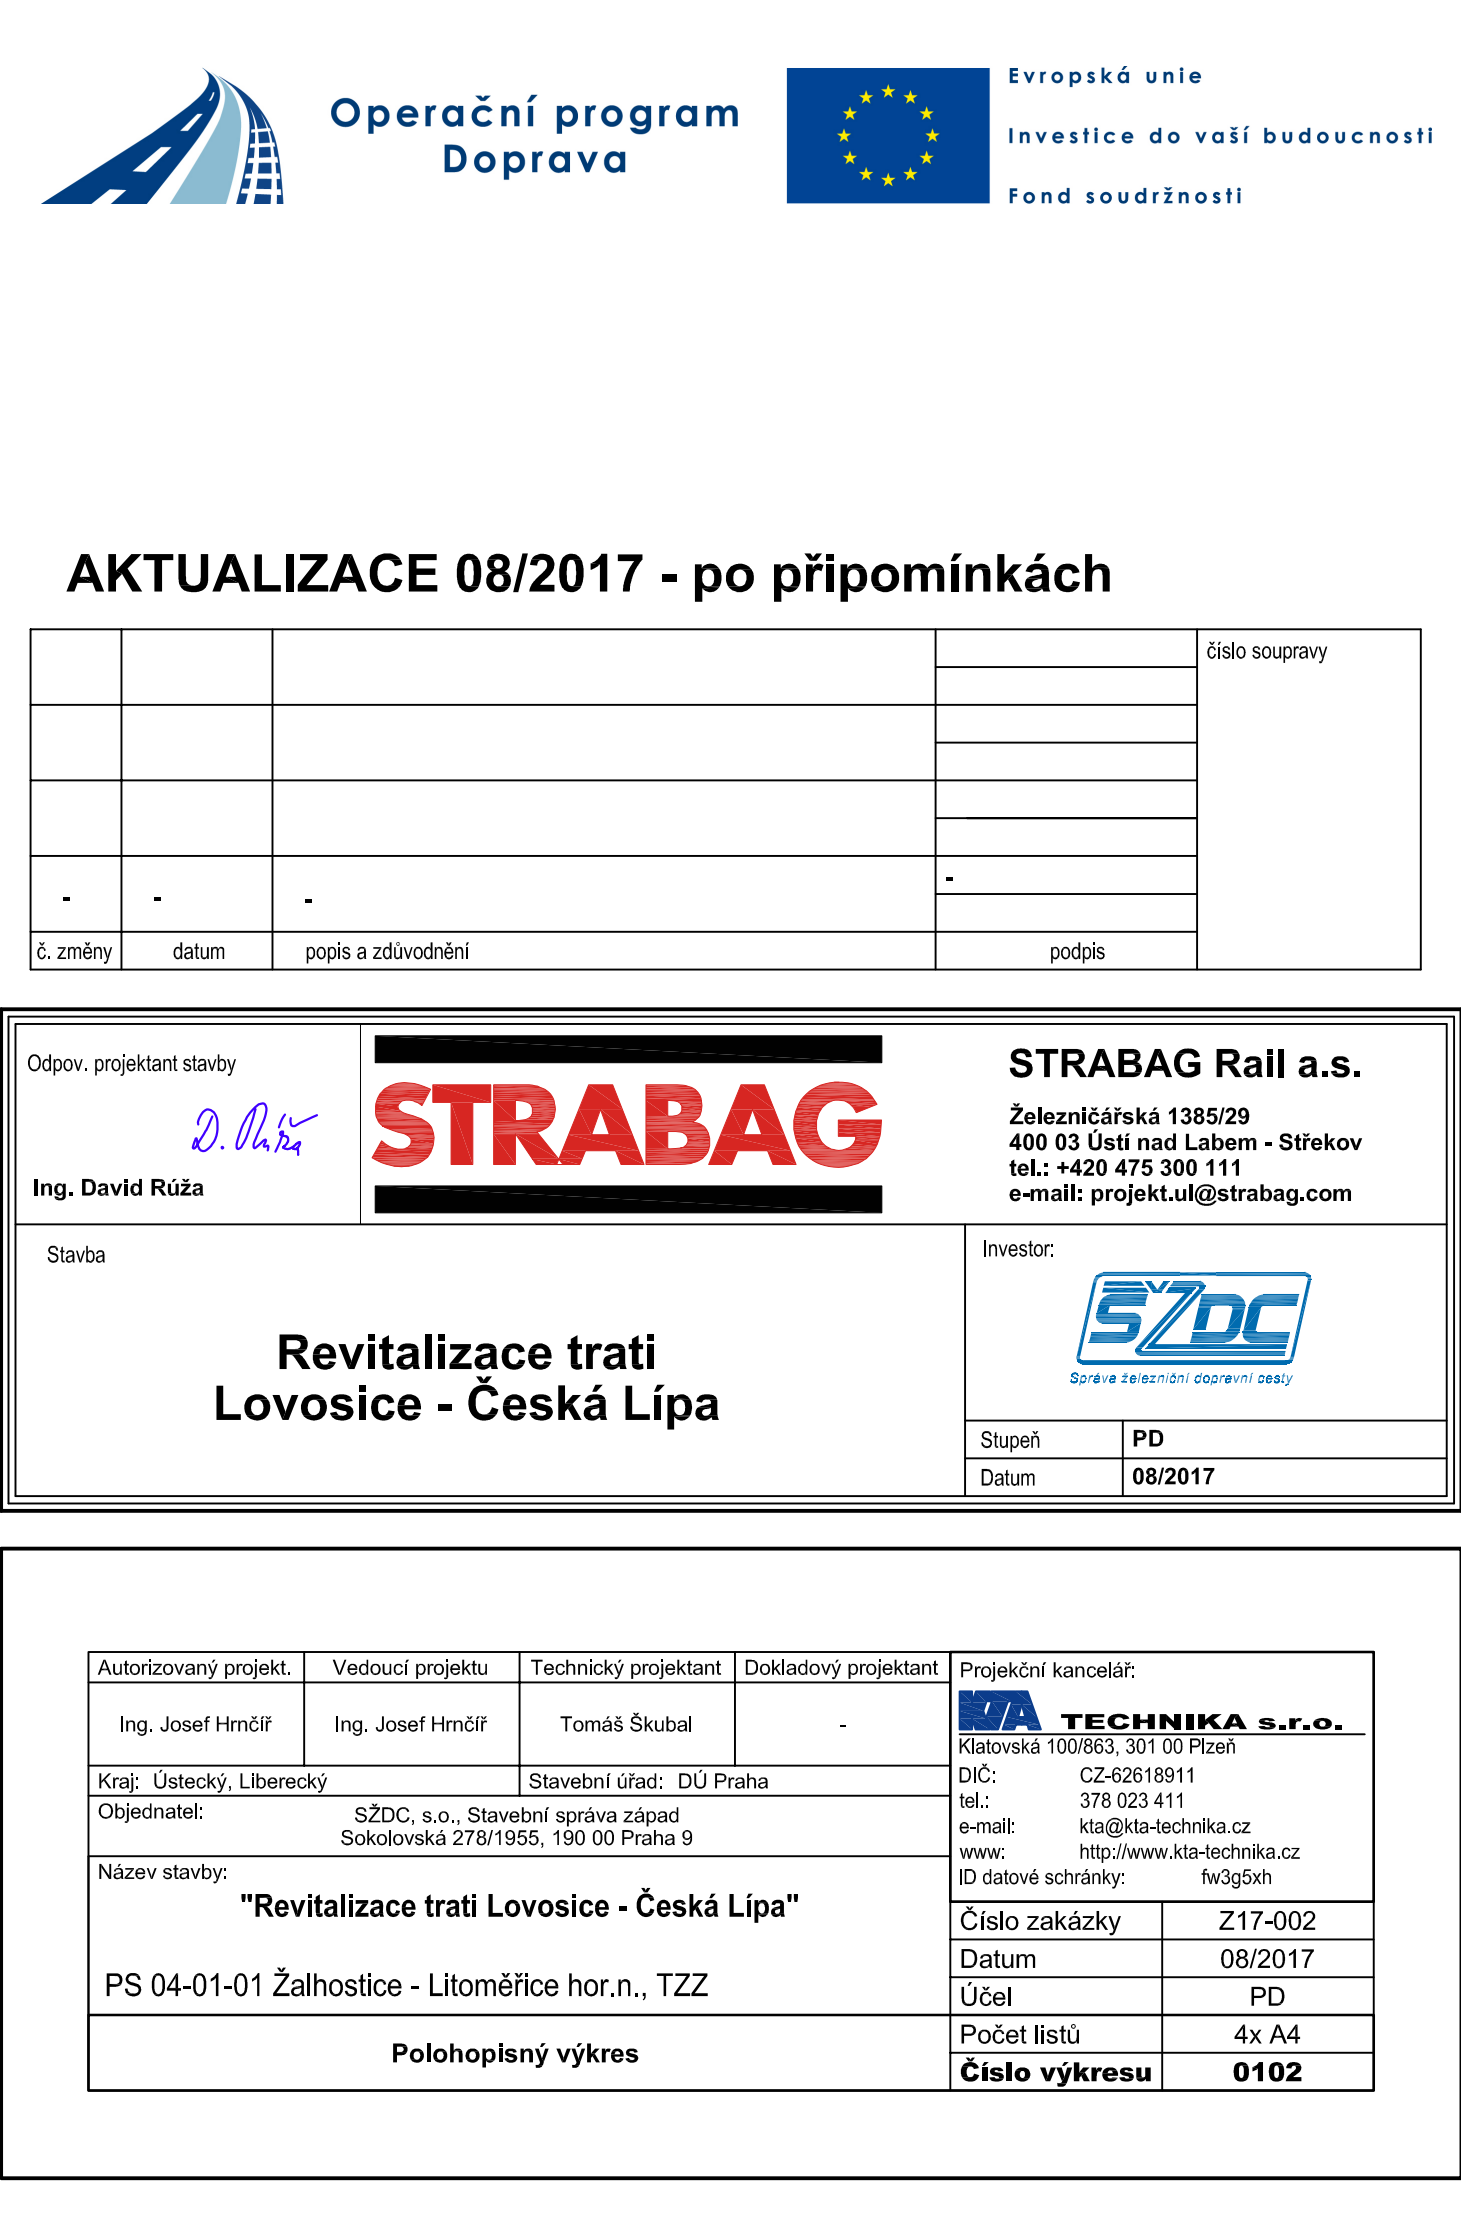 Operační program
Doprava
Evropská unie
Investice do vaší budoucnosti
Fond soudržnosti
AKTUALIZACE 08/2017 - po připomínkách
číslo soupravy
-
- - -
č. změny datum popis a zdůvodnění podpis
Odpov. projektant stavby
D. Růža
Ing. David Rúža
STRABAG
STRABAG Rail a.s.
Železničářská 1385/29
400 03 Ústí nad Labem - Střekov
tel.: +420 475 300 111
e-mail: projekt.ul@strabag.com
Stavba
Revitalizace trati
Lovosice - Česká Lípa
Investor:
SŽDC
Správa železniční dopravní cesty
Stupeň PD
Datum 08/2017
Autorizovaný projekt. Vedoucí projektu Technický projektant Dokladový projektant
Ing. Josef Hrnčíř Ing. Josef Hrnčíř Tomáš Škubal -
Kraj: Ústecký, Liberecký Stavební úřad: DÚ Praha
Objednatel: SŽDC, s.o., Stavební správa západ
Sokolovská 278/1955, 190 00 Praha 9
Název stavby:
"Revitalizace trati Lovosice - Česká Lípa"
PS 04-01-01 Žalhostice - Litoměřice hor.n., TZZ
Polohopisný výkres
Projekční kancelář:
KTA TECHNIKA s.r.o.
Klatovská 100/863, 301 00 Plzeň
DIČ: CZ-62618911
tel.: 378 023 411
e-mail: kta@kta-technika.cz
www: http://www.kta-technika.cz
ID datové schránky: fw3g5xh
Číslo zakázky Z17-002
Datum 08/2017
Účel PD
Počet listů 4x A4
Číslo výkresu 0102